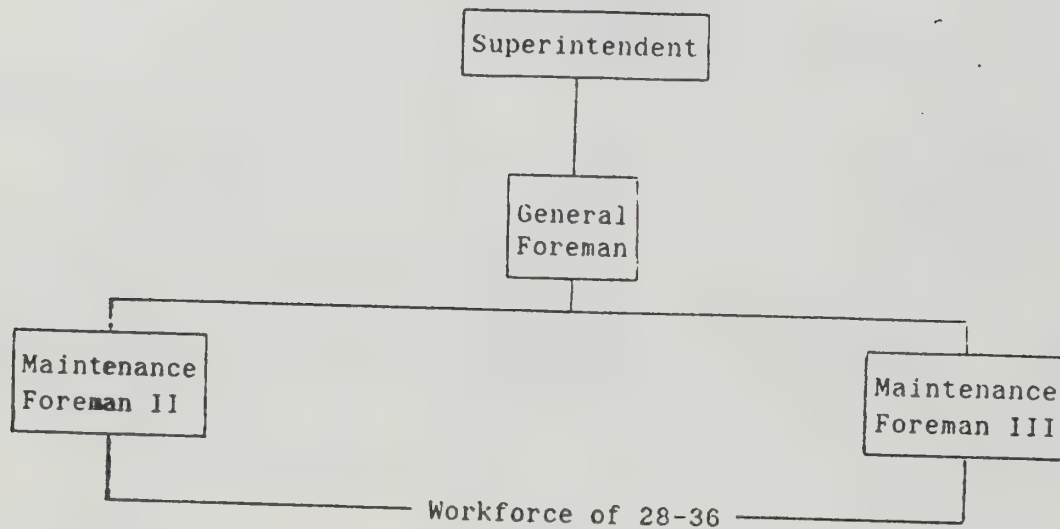 Superintendent
General
Foreman
Maintenance
Foreman II
Maintenance
Foreman III
Workforce of 28-36